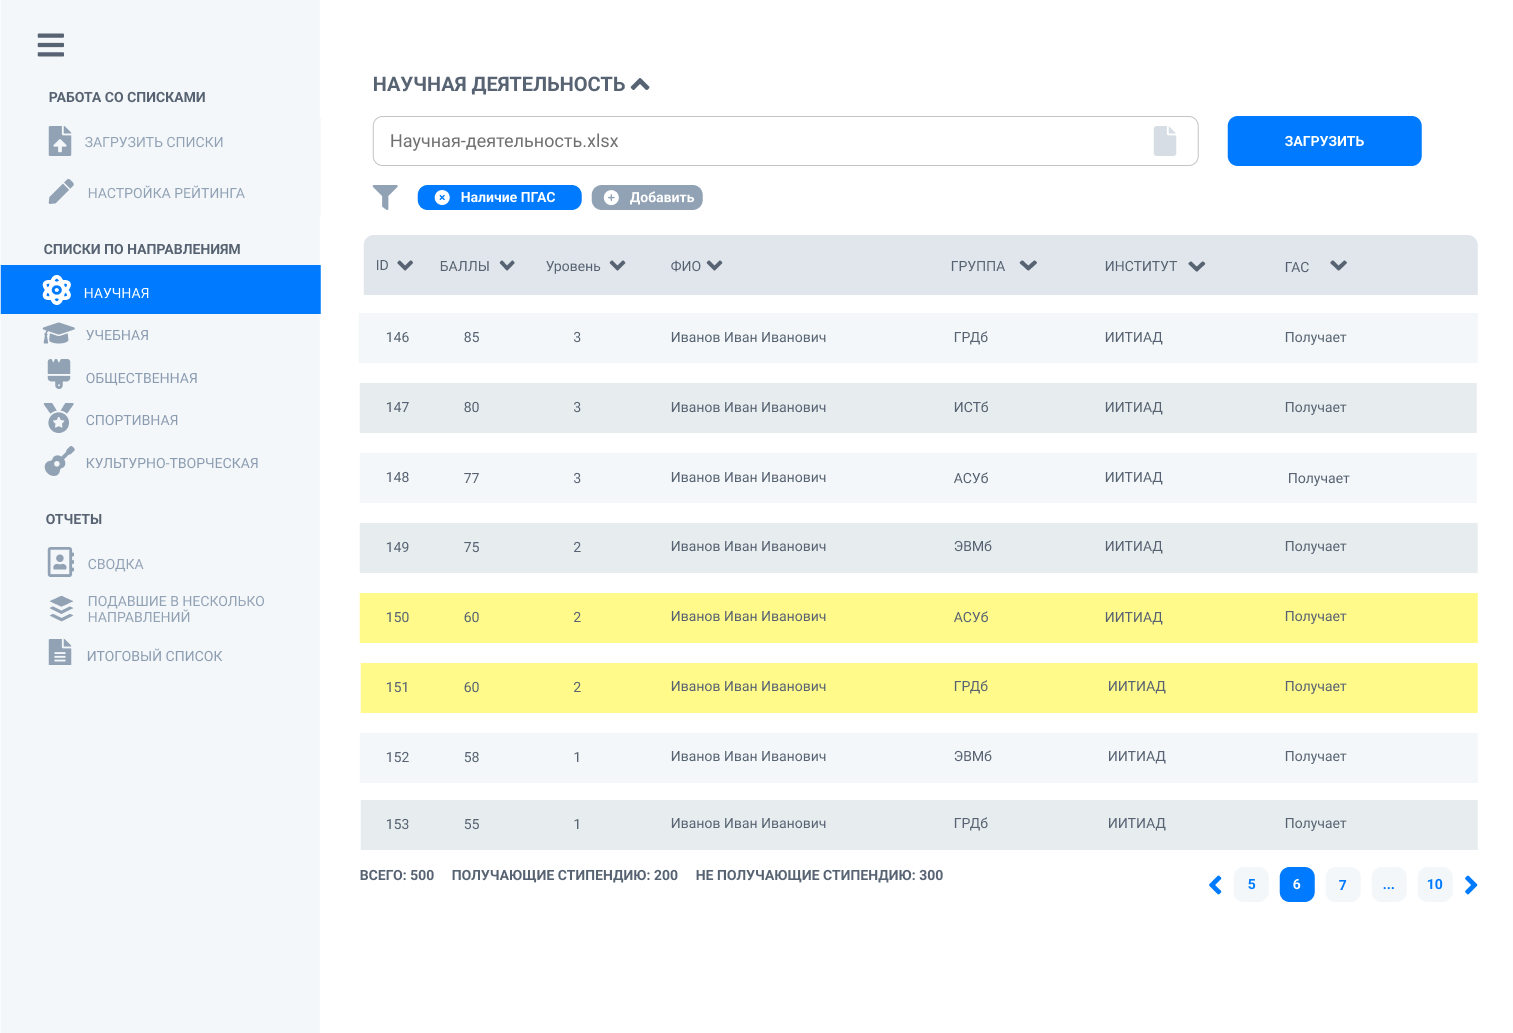 РАБОТА СО СПИСКАМИ
ЗАГРУЗИТЬ СПИСКИ
НАСТРОЙКА РЕЙТИНГА
СПИСКИ ПО НАПРАВЛЕНИЯМ
НАУЧНАЯ
УЧЕБНАЯ
ОБЩЕСТВЕННАЯ
СПОРТИВНАЯ
КУЛЬТУРНО-ТВОРЧЕСКАЯ
ОТЧЕТЫ
СВОДКА
ПОДАВШИЕ В НЕСКОЛЬКО
НАПРАВЛЕНИЙ
ИТОГОВЫЙ СПИСОК
НАУЧНАЯ ДЕЯТЕЛЬНОСТЬ
Научная-деятельность.xlsx
ЗАГРУЗИТЬ
Наличие ПГАС Добавить
ID БАЛЛЫ Уровень ФИО ГРУППА ИНСТИТУТ ГАС
146 85 3 Иванов Иван Иванович ГРДб ИИТИАД Получает
147 80 3 Иванов Иван Иванович ИСТб ИИТИАД Получает
148 77 3 Иванов Иван Иванович АСУб ИИТИАД Получает
149 75 2 Иванов Иван Иванович ЭВМб ИИТИАД Получает
150 60 2 Иванов Иван Иванович АСУб ИИТИАД Получает
151 60 2 Иванов Иван Иванович ГРДб ИИТИАД Получает
152 58 1 Иванов Иван Иванович ЭВМб ИИТИАД Получает
153 55 1 Иванов Иван Иванович ГРДб ИИТИАД Получает
ВСЕГО: 500 ПОЛУЧАЮЩИЕ СТИПЕНДИЮ: 200 НЕ ПОЛУЧАЮЩИЕ СТИПЕНДИЮ: 300
5 6 7 ... 10